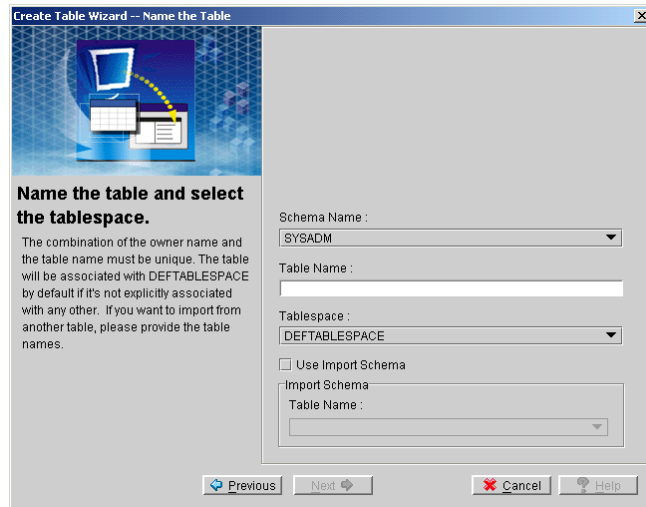 Create Table Wizard -- Name the Table
Name the table and select
the tablespace.
The combination of the owner name and
the table name must be unique. The table
will be associated with DEFTABLESPACE
by default if it's not explicitly associated
with any other. If you want to import from
another table, please provide the table
names.
Schema Name :
SYSADM
Table Name :
Tablespace :
DEFTABLESPACE
Use Import Schema
Import Schema
Table Name :
Previous
Next
Cancel
Help